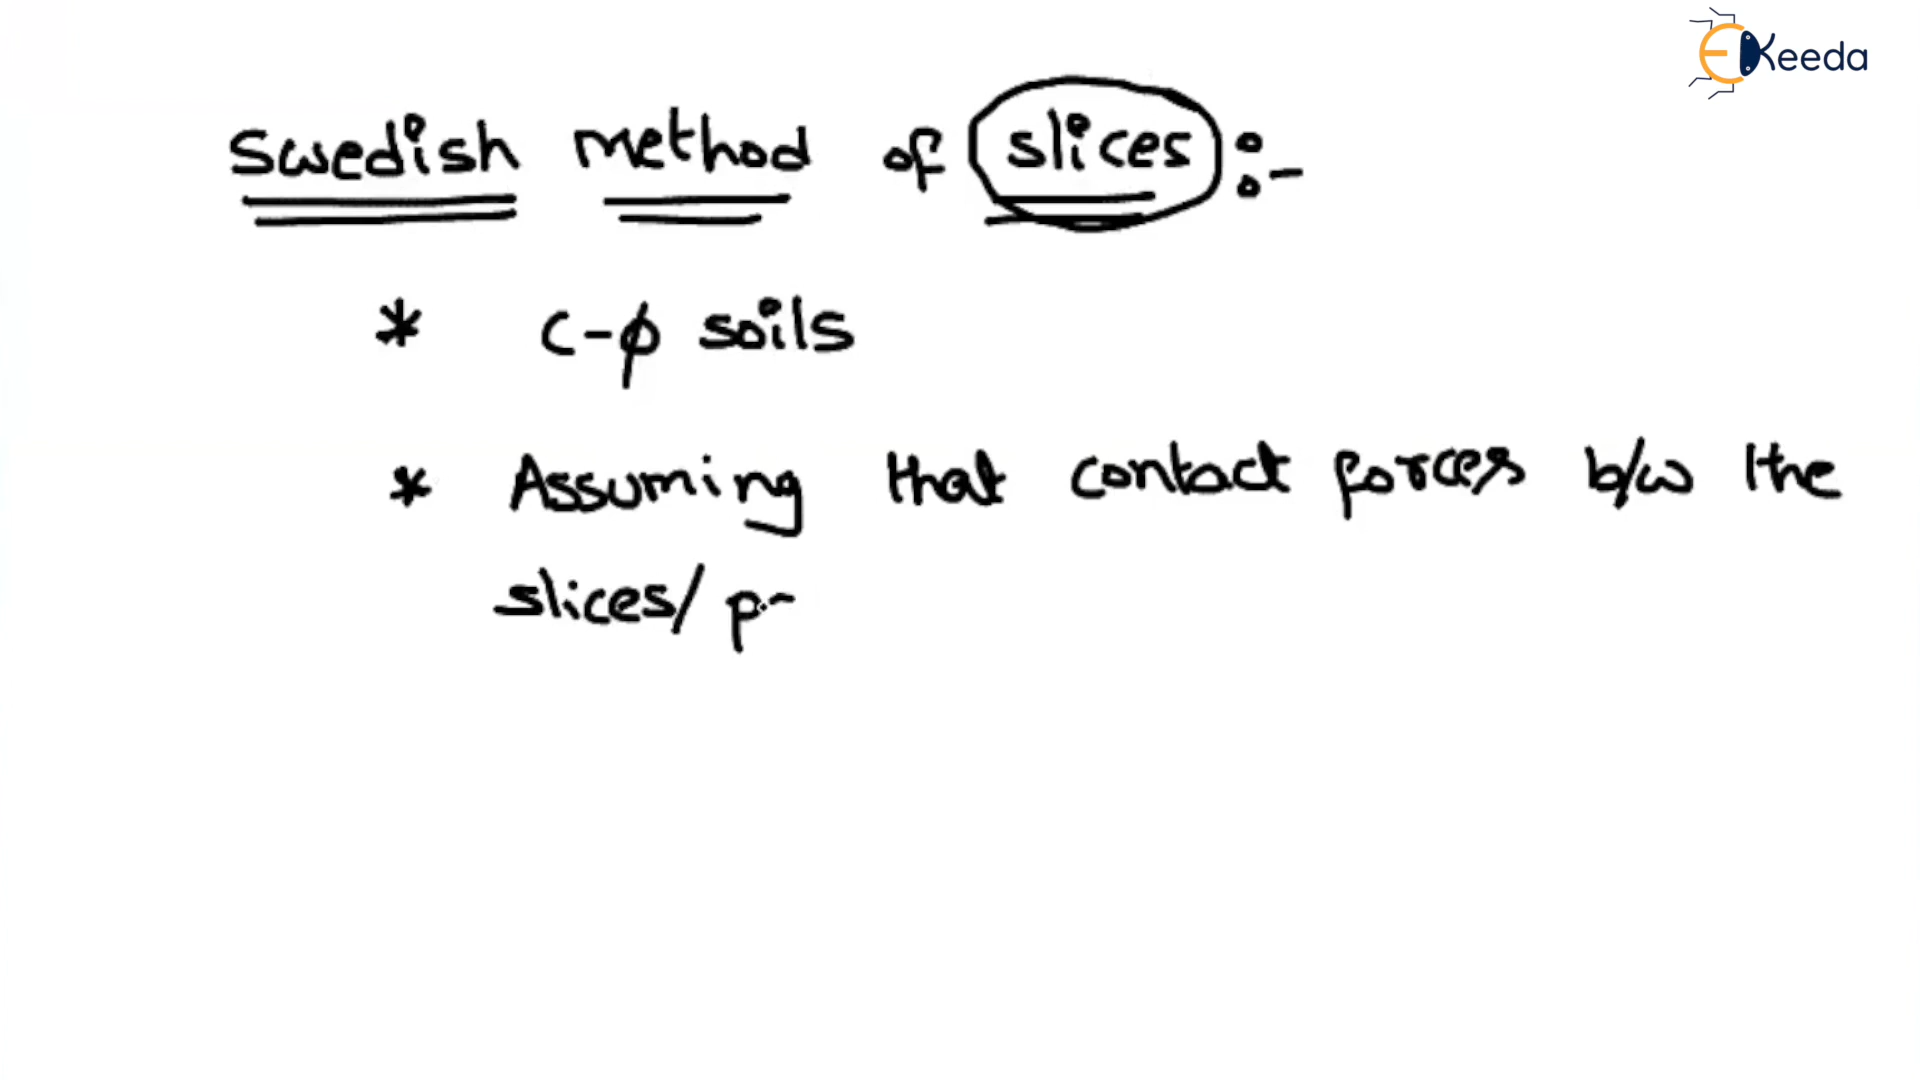 EKeeda
Swedish method of slices :-
* C-φ soils
* Assuming that contact forces b/w the
slices/ p